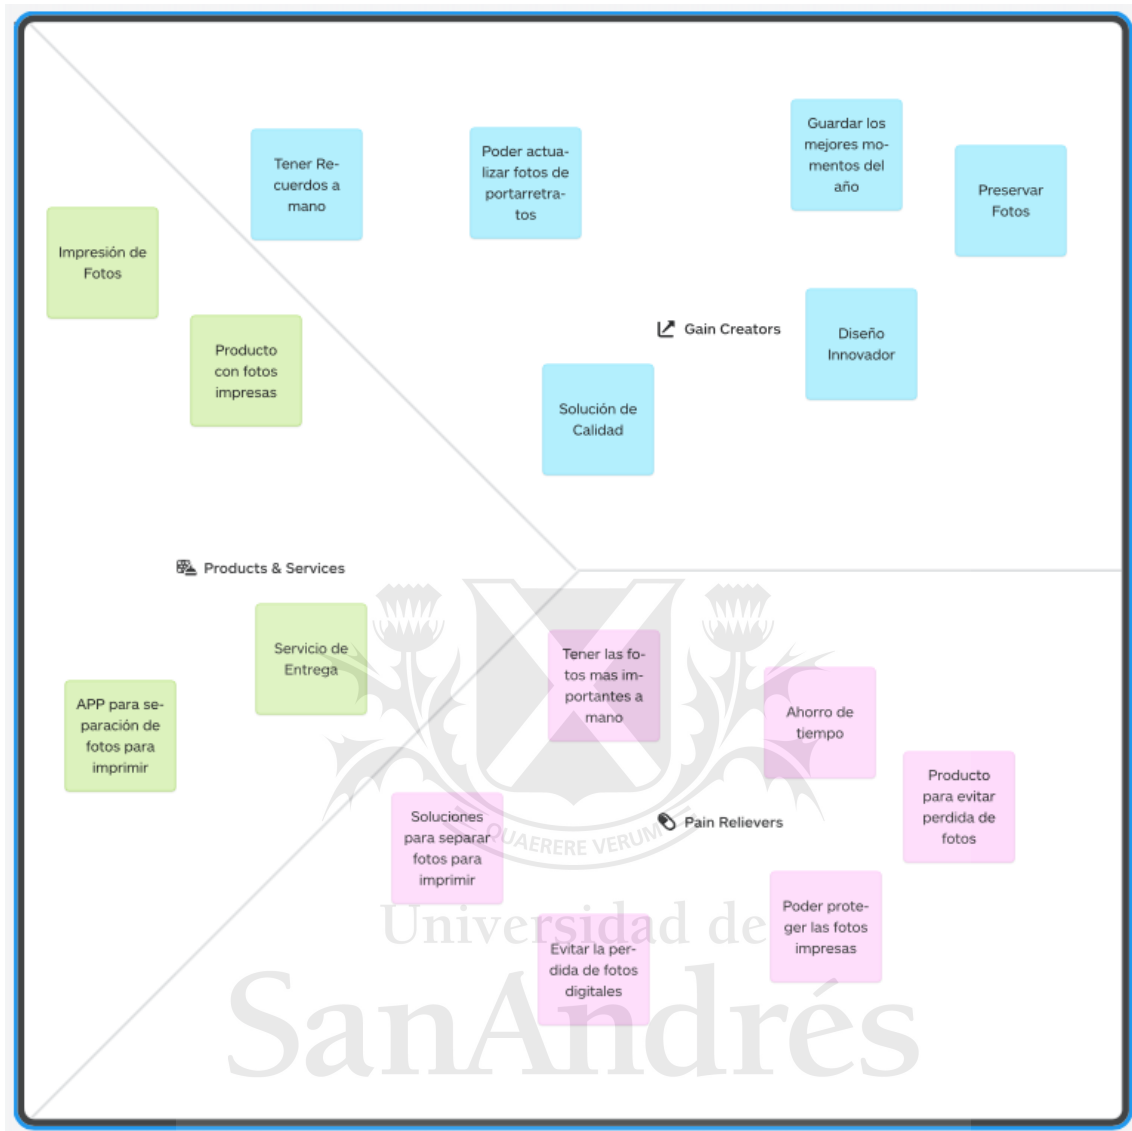 Tener Re-
cuerdos a
mano
Poder actua-
lizar fotos de
portarretra-
tos
Guardar los
mejores mo-
mentos del
año
Preservar
Fotos
Impresión de
Fotos
Producto
con fotos
impresas
Gain Creators
Diseño
Innovador
Solución de
Calidad
Products & Services
Servicio de
Entrega
APP para se-
paración de
fotos para
imprimir
Tener las fo-
tos mas im-
portantes a
mano
Ahorro de
tiempo
Producto
para evitar
perdida de
fotos
Soluciones
para separar
fotos para
imprimir
Pain Relievers
Poder prote-
ger las fotos
impresas
Evitar la per-
dida de fotos
digitales
QUAERERE VERUM
Universidad de
SanAndrés